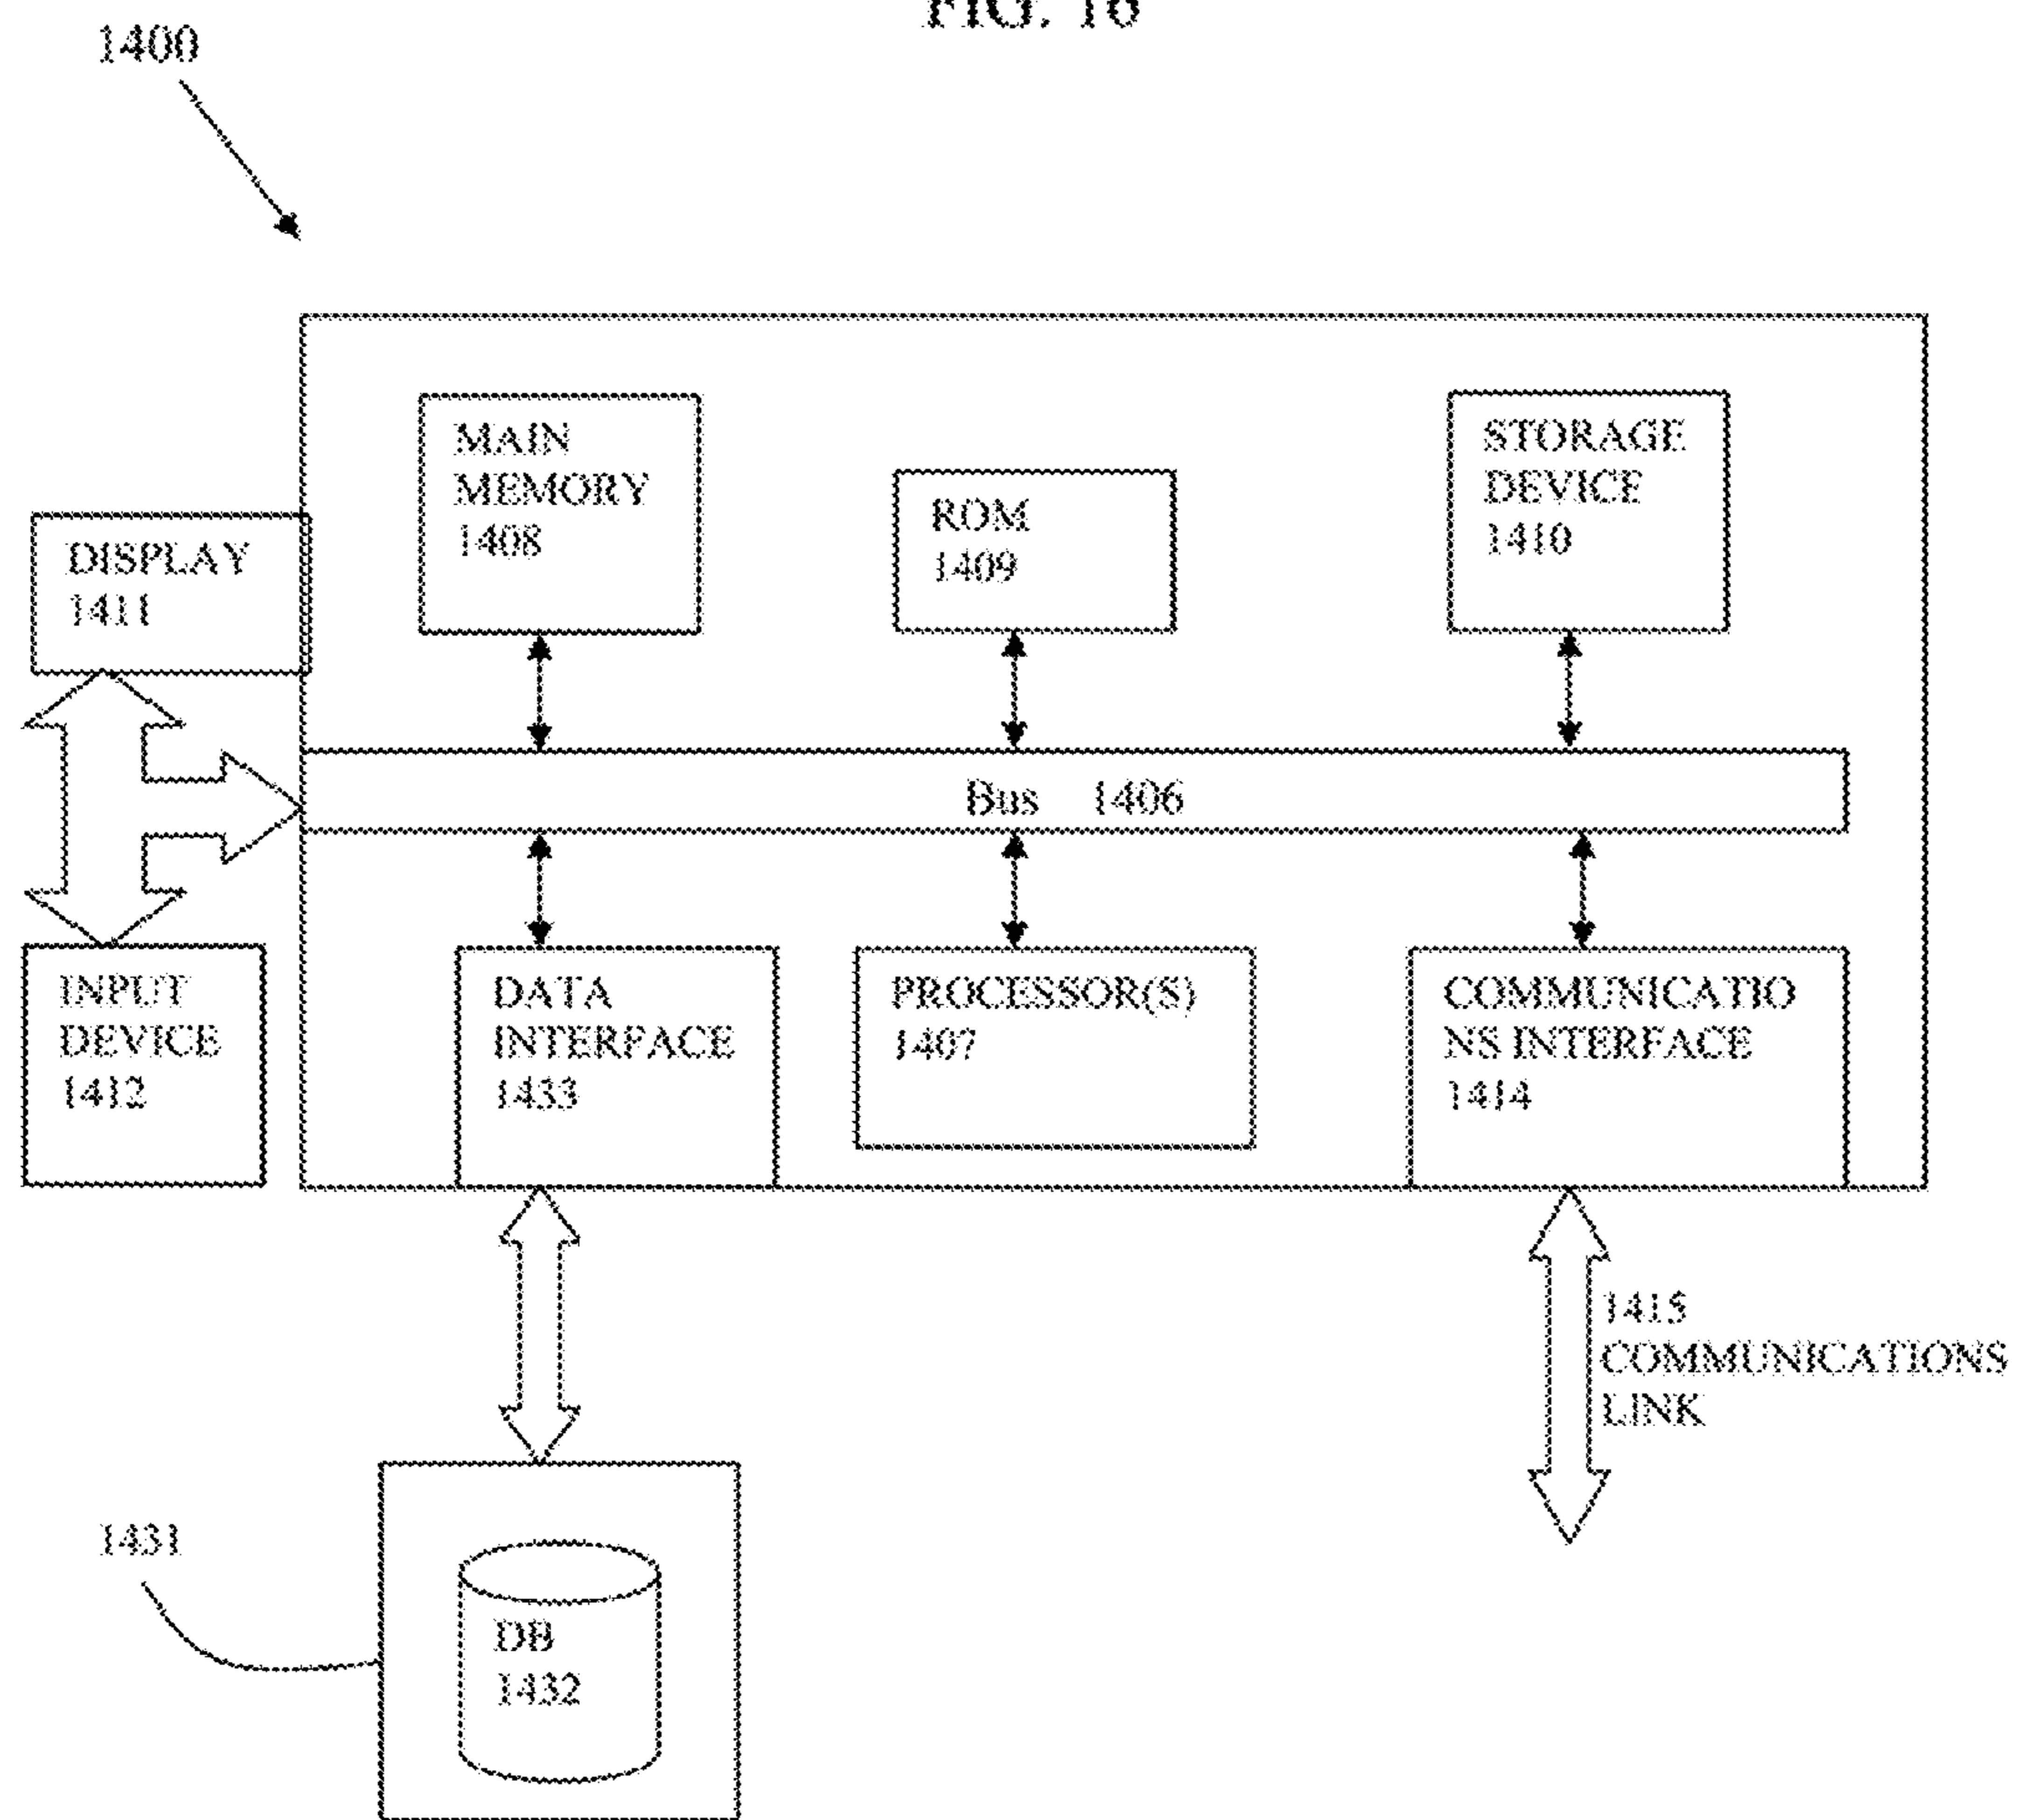 FIG. 16
1400
MAIN
MEMORY
1408
ROM
1409
STORAGE
DEVICE
1410
DISPLAY
1411
Bus 1406
INPUT
DEVICE
1412
DATA
INTERFACE
1433
PROCESSOR(S)
1407
COMMUNICATIO
NS INTERFACE
1414
1415
COMMUNICATIONS
LINK
1431
DB
1432